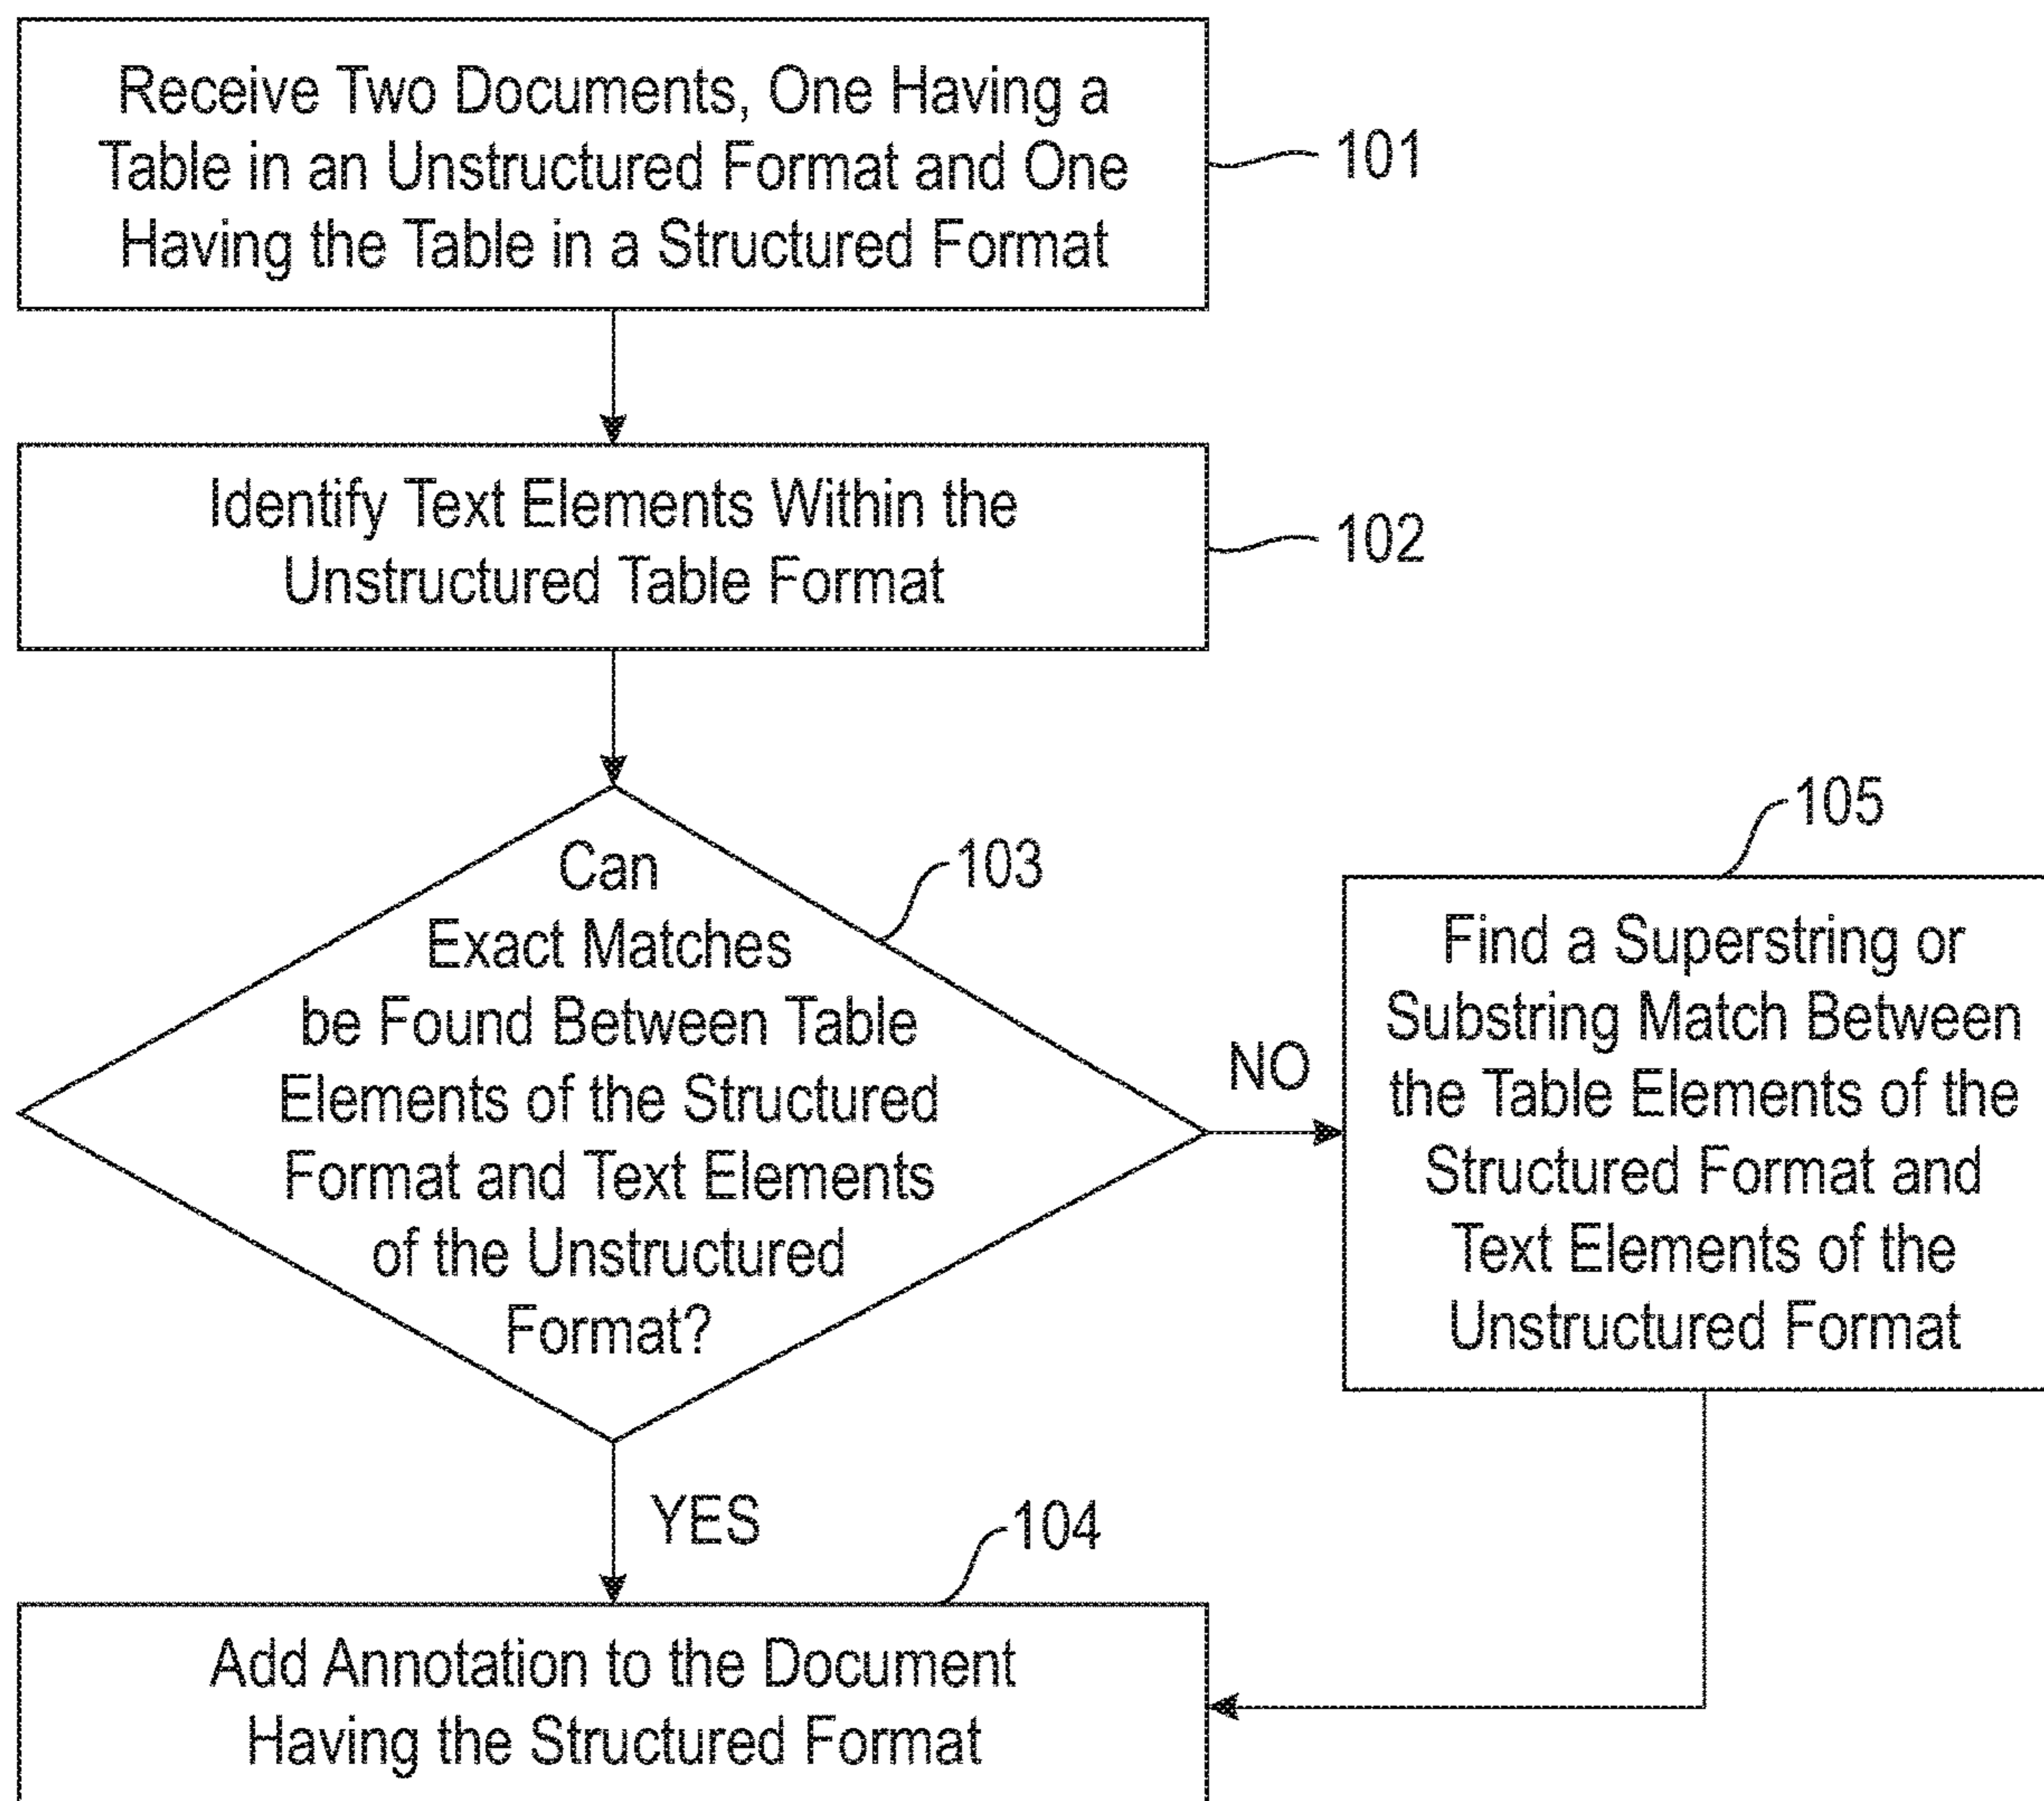 Receive Two Documents, One Having a
Table in an Unstructured Format and One
Having the Table in a Structured Format
101
Identify Text Elements Within the
Unstructured Table Format
102
Can
Exact Matches
be Found Between Table
Elements of the Structured
Format and Text Elements
of the Unstructured
Format?
103
NO
105
Find a Superstring or
Substring Match Between
the Table Elements of the
Structured Format and
Text Elements of the
Unstructured Format
YES
104
Add Annotation to the Document
Having the Structured Format